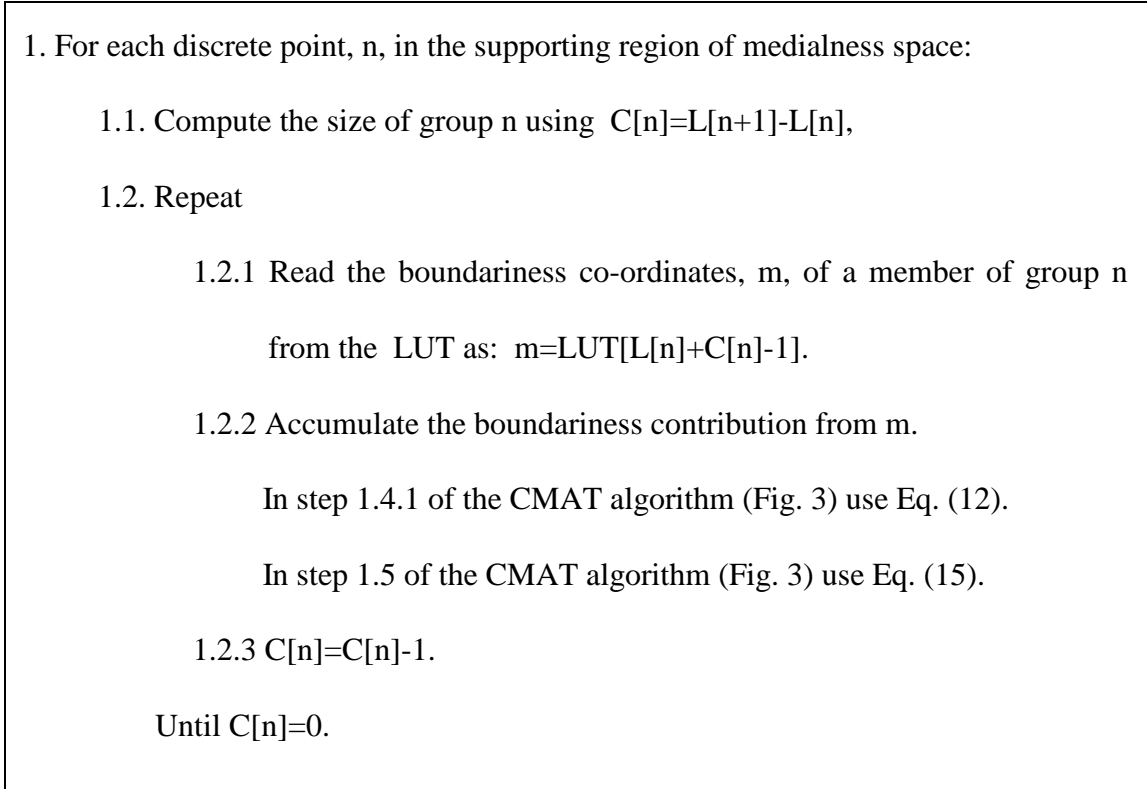 1. For each discrete point, n, in the supporting region of medialness space:
1.1. Compute the size of group n using C[n]=L[n+1]-L[n],
1.2. Repeat
1.2.1 Read the boundariness co-ordinates, m, of a member of group n
from the LUT as: m=LUT[L[n]+C[n]-1].
1.2.2 Accumulate the boundariness contribution from m.
In step 1.4.1 of the CMAT algorithm (Fig. 3) use Eq. (12).
In step 1.5 of the CMAT algorithm (Fig. 3) use Eq. (15).
1.2.3 C[n]=C[n]-1.
Until C[n]=0.